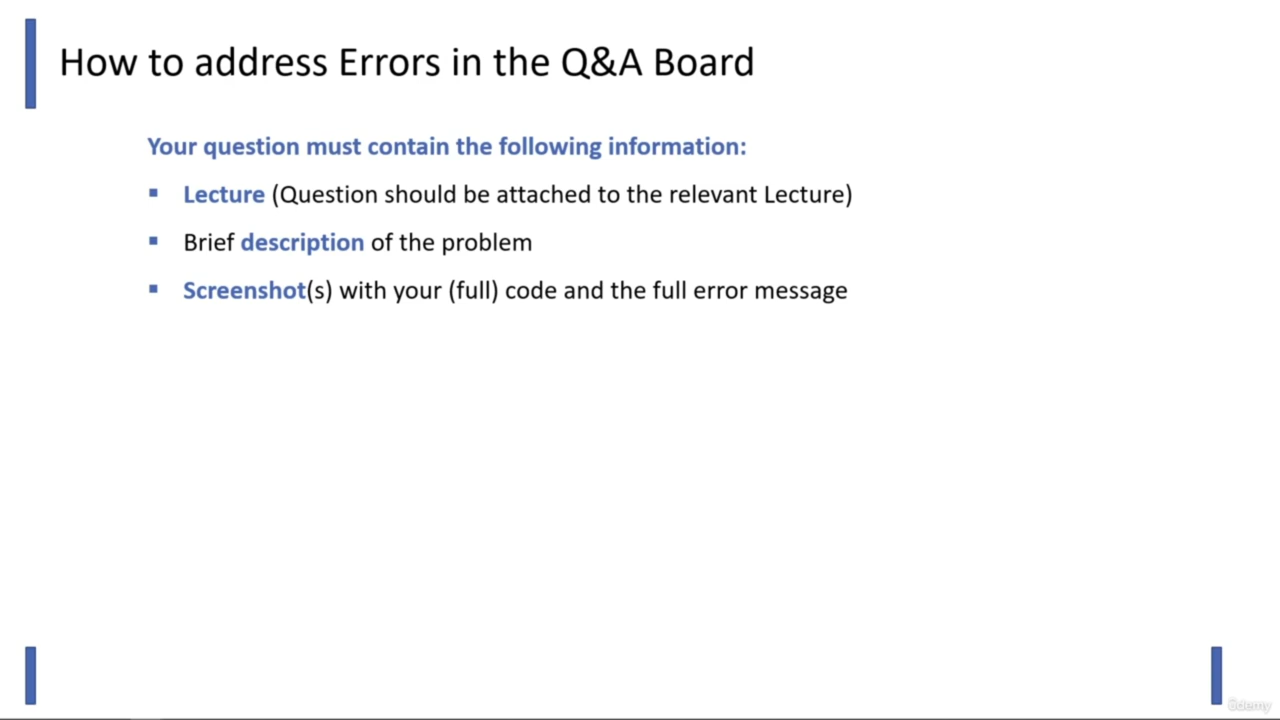 How to address Errors in the Q&A Board
Your question must contain the following information:
▪ Lecture (Question should be attached to the relevant Lecture)
▪ Brief description of the problem
▪ Screenshot(s) with your (full) code and the full error message
ûdemy